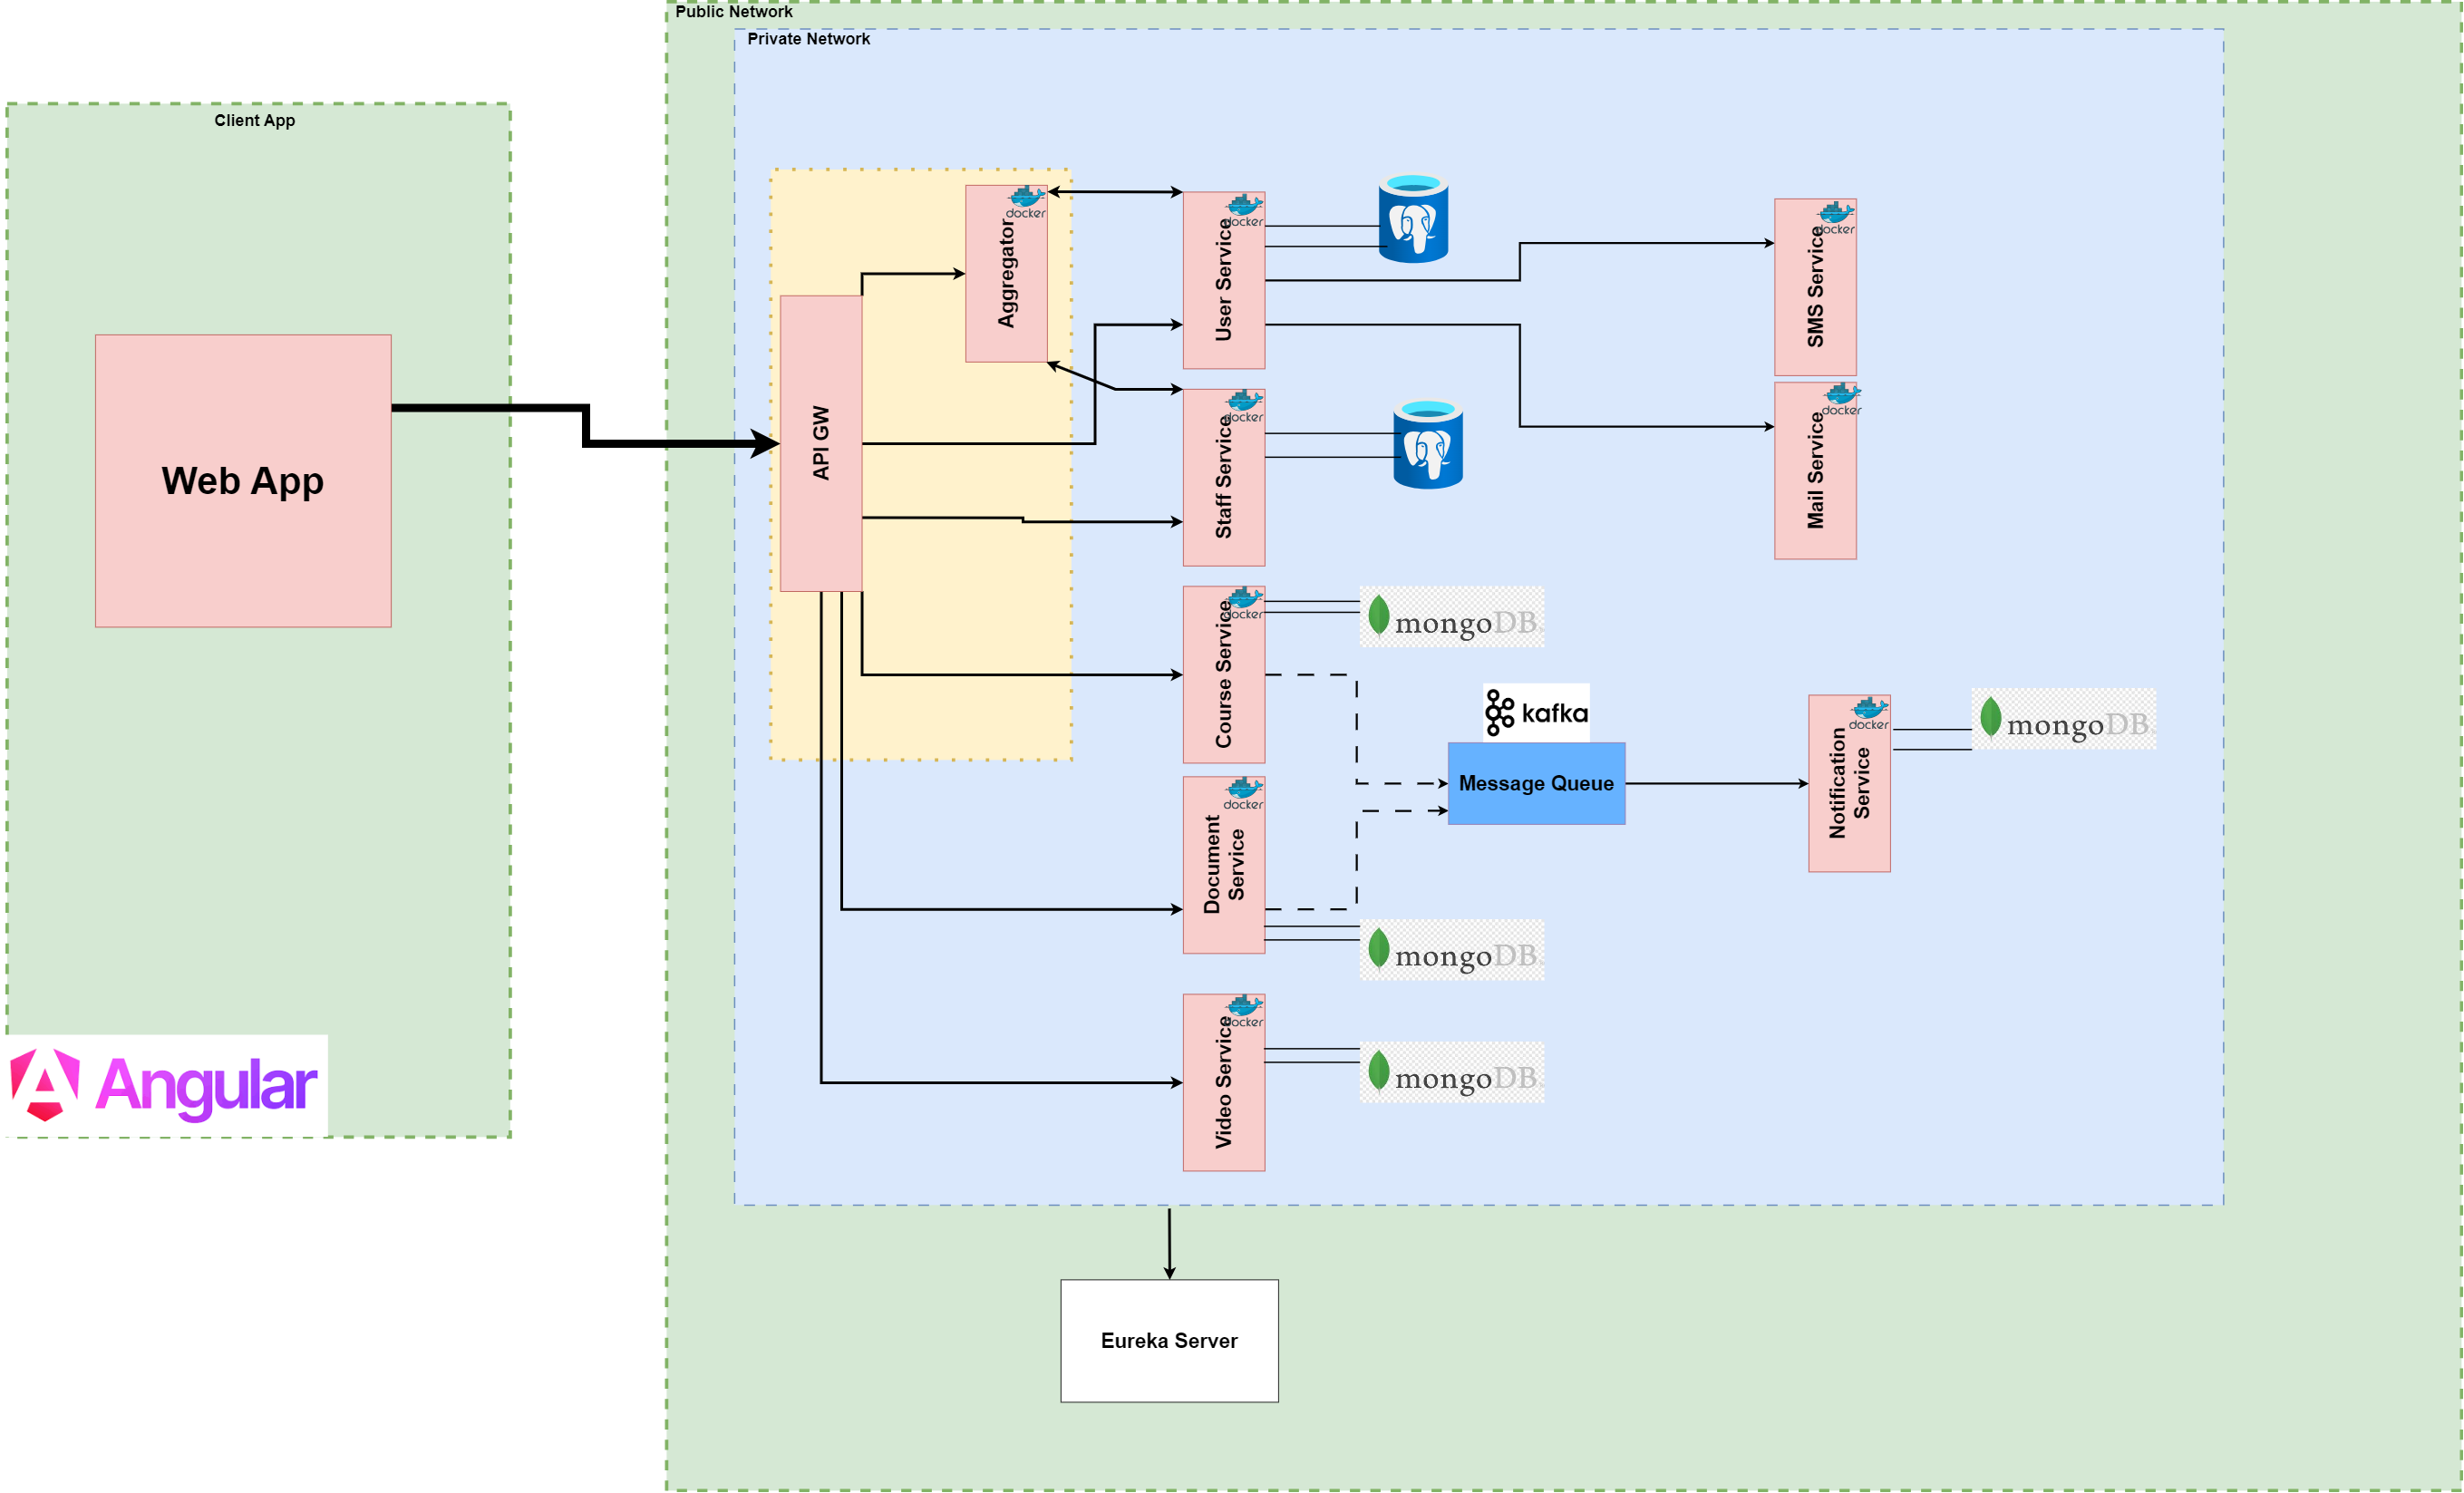 Public Network
Private Network
Client App
Web App
Angular
API GW
Aggregator
docker
User Service
docker
Staff Service
docker
SMS Service
docker
Mail Service
docker
Course Service
docker
mongoDB
kafka
Message Queue
Notification
Service
docker
mongoDB
Document
Service
docker
mongoDB
Video Service
docker
mongoDB
Eureka Server